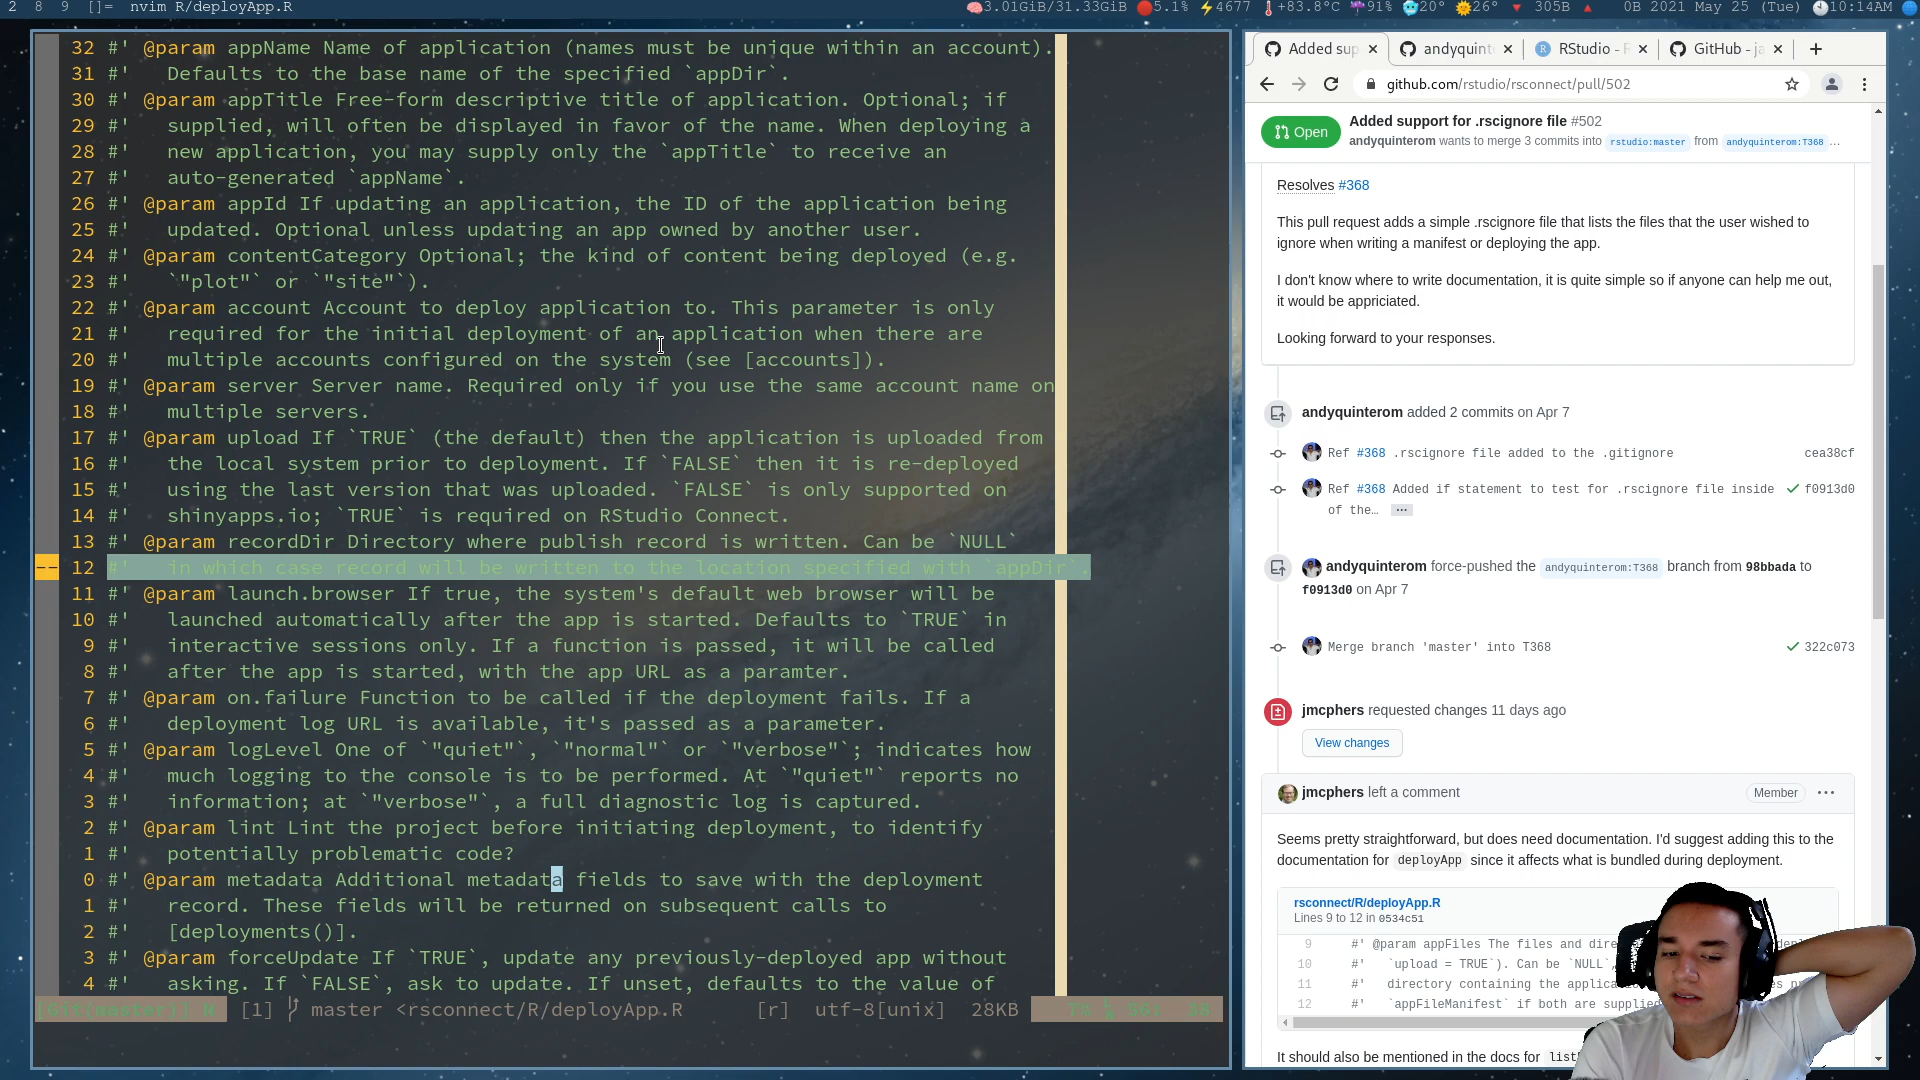 2 8 9 []= nvim R/deployApp.R
3.01GiB/31.33GiB 5.1% 4677 +83.8°C 91% 20° 26° 305B 0B 2021 May 25 (Tue) 10:14AM
32 #' @param appName Name of application (names must be unique within an account).
31 #'   Defaults to the base name of the specified `appDir`.
30 #' @param appTitle Free-form descriptive title of application. Optional; if
29 #'   supplied, will often be displayed in favor of the name. When deploying a
28 #'   new application, you may supply only the `appTitle` to receive an
27 #'   auto-generated `appName`.
26 #' @param appId If updating an application, the ID of the application being
25 #'   updated. Optional unless updating an app owned by another user.
24 #' @param contentCategory Optional; the kind of content being deployed (e.g.
23 #'   `"plot"` or `"site"`).
22 #' @param account Account to deploy application to. This parameter is only
21 #'   required for the initial deployment of an application when there are
20 #'   multiple accounts configured on the system (see [accounts]).
19 #' @param server Server name. Required only if you use the same account name on
18 #'   multiple servers.
17 #' @param upload If `TRUE` (the default) then the application is uploaded from
16 #'   the local system prior to deployment. If `FALSE` then it is re-deployed
15 #'   using the last version that was uploaded. `FALSE` is only supported on
14 #'   shinyapps.io; `TRUE` is required on RStudio Connect.
13 #' @param recordDir Directory where publish record is written. Can be `NULL`
-- 12 #'   in which case record will be written to the location specified with `appDir`.
11 #' @param launch.browser If true, the system's default web browser will be
10 #'   launched automatically after the app is started. Defaults to `TRUE` in
9 #'   interactive sessions only. If a function is passed, it will be called
8 #'   after the app is started, with the app URL as a paramter.
7 #' @param on.failure Function to be called if the deployment fails. If a
6 #'   deployment log URL is available, it's passed as a parameter.
5 #' @param logLevel One of `"quiet"`, `"normal"` or `"verbose"`; indicates how
4 #'   much logging to the console is to be performed. At `"quiet"` reports no
3 #'   information; at `"verbose"`, a full diagnostic log is captured.
2 #' @param lint Lint the project before initiating deployment, to identify
1 #'   potentially problematic code?
0 #' @param metadata Additional metadata fields to save with the deployment
1 #'   record. These fields will be returned on subsequent calls to
2 #'   [deployments()].
3 #' @param forceUpdate If `TRUE`, update any previously-deployed app without
4 #'   asking. If `FALSE`, ask to update. If unset, defaults to the value of
[Git(master)] R [1] master <rsconnect/R/deployApp.R [r] utf-8[unix] 28KB
Added sup andyquint RStudio - R GitHub - ja
github.com/rstudio/rsconnect/pull/502
Open
Added support for .rscignore file #502
andyquinterom wants to merge 3 commits into rstudio:master from andyquinterom:T368 ...
Resolves #368
This pull request adds a simple .rscignore file that lists the files that the user wished to
ignore when writing a manifest or deploying the app.
I don't know where to write documentation, it is quite simple so if anyone can help me out,
it would be appriciated.
Looking forward to your responses.
andyquinterom added 2 commits on Apr 7
Ref #368 .rscignore file added to the .gitignore cea38cf
Ref #368 Added if statement to test for .rscignore file inside f0913d0
of the… ...
andyquinterom force-pushed the andyquinterom:T368 branch from 98bbada to
f0913d0 on Apr 7
Merge branch 'master' into T368 322c073
jmcphers requested changes 11 days ago
View changes
jmcphers left a comment Member ...
Seems pretty straightforward, but does need documentation. I'd suggest adding this to the
documentation for deployApp since it affects what is bundled during deployment.
rsconnect/R/deployApp.R
Lines 9 to 12 in 0534c51
9 #' @param appFiles The files and dire
10 #'   `upload = TRUE`). Can be `NULL`,
11 #'   directory containing the applica
12 #'   `appFileManifest` if both are supplied
It should also be mentioned in the docs for